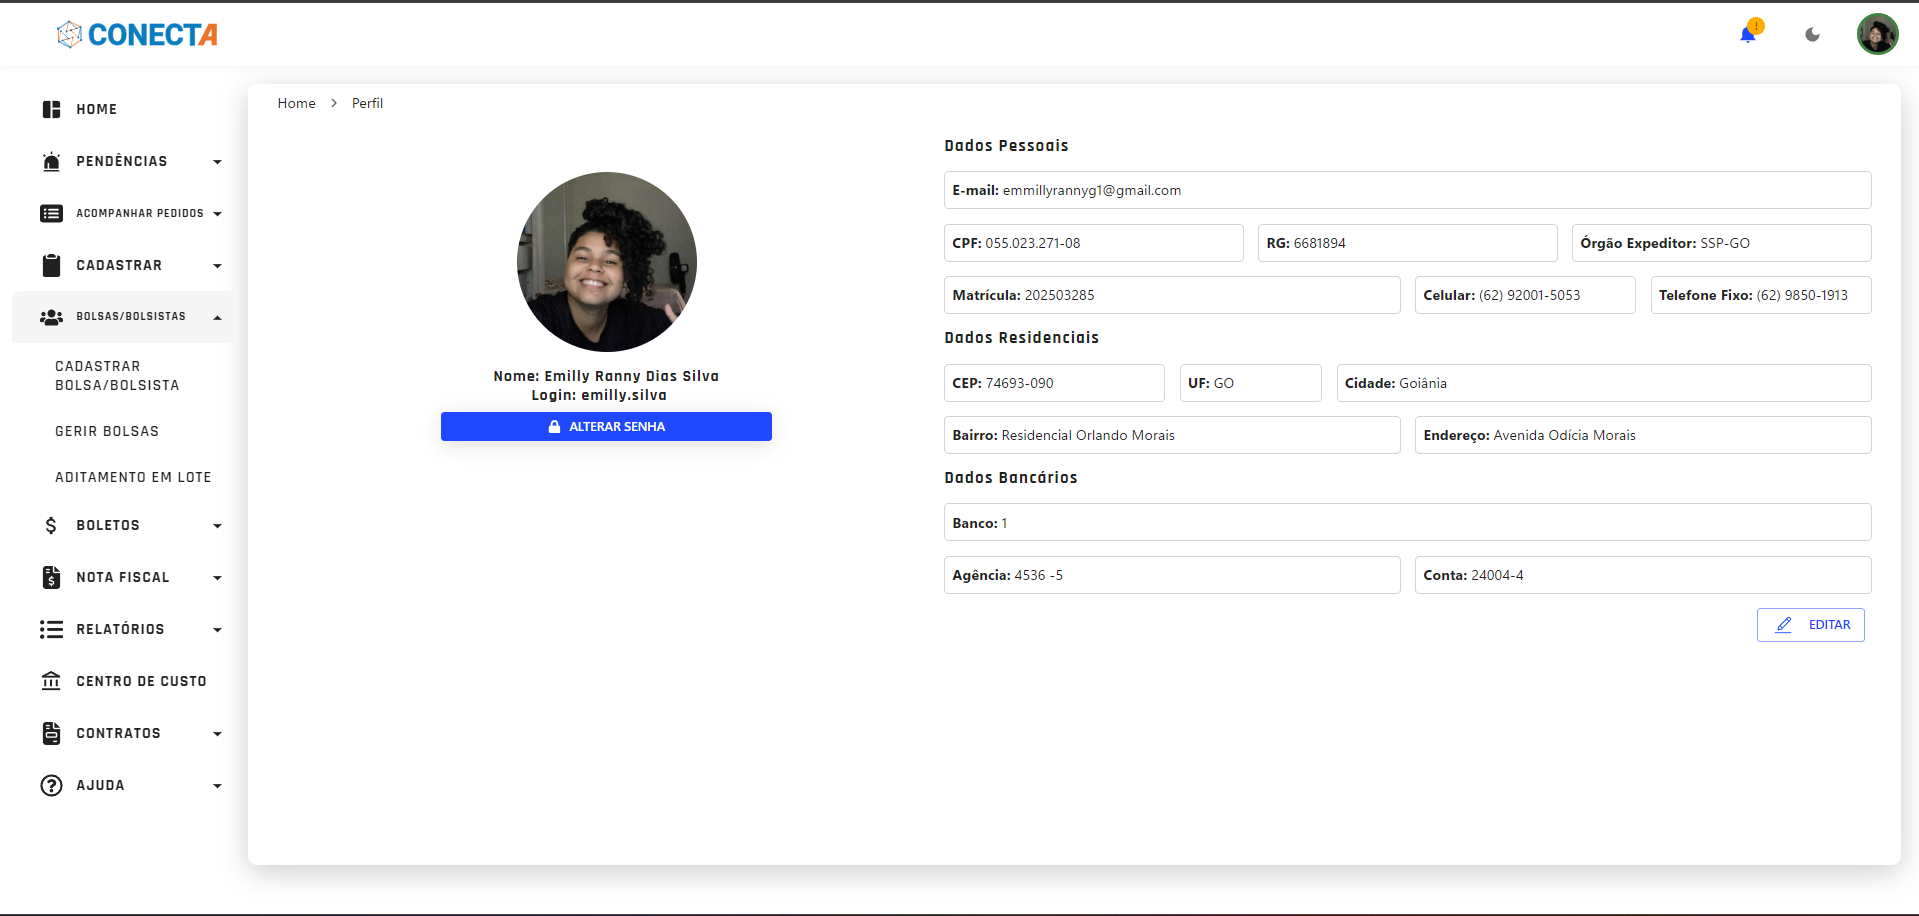 CONECTA
!
HOME
PENDÊNCIAS
ACOMPANHAR PEDIDOS
CADASTRAR
BOLSAS/BOLSISTAS
CADASTRAR
BOLSA/BOLSISTA
GERIR BOLSAS
ADITAMENTO EM LOTE
BOLETOS
NOTA FISCAL
RELATÓRIOS
CENTRO DE CUSTO
CONTRATOS
AJUDA
Home > Perfil
Nome: Emilly Ranny Dias Silva
Login: emilly.silva
ALTERAR SENHA
Dados Pessoais
E-mail: emmillyrannyg1@gmail.com
CPF: 055.023.271-08 RG: 6681894 Órgão Expeditor: SSP-GO
Matrícula: 202503285 Celular: (62) 92001-5053 Telefone Fixo: (62) 9850-1913
Dados Residenciais
CEP: 74693-090 UF: GO Cidade: Goiânia
Bairro: Residencial Orlando Morais Endereço: Avenida Odícia Morais
Dados Bancários
Banco: 1
Agência: 4536 -5 Conta: 24004-4
EDITAR